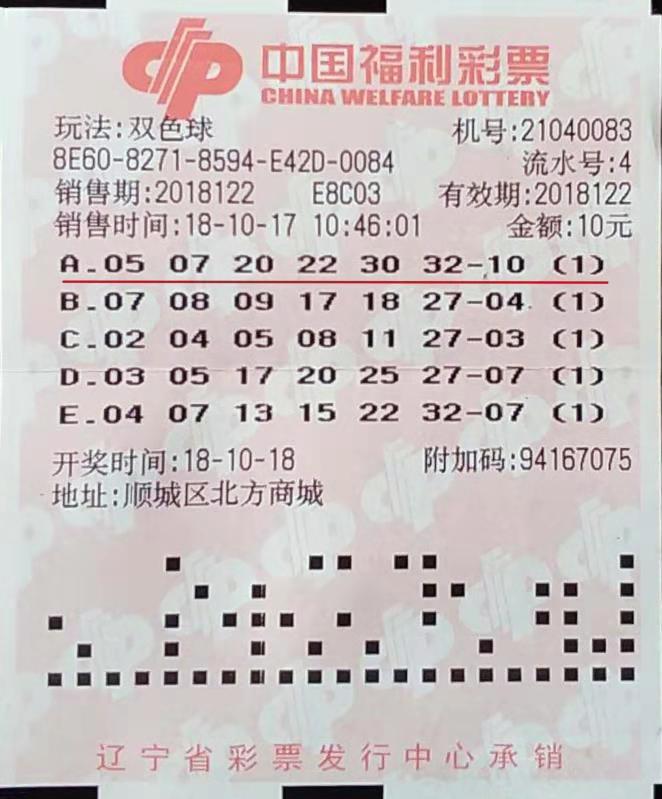 中国福利彩票
CHINA WELFARE LOTTERY
玩法:双色球 机号:21040083
8E60-8271-8594-E42D-0084 流水号:4
销售期:2018122 E8C03 有效期:2018122
销售时间:18-10-17 10:46:01 金额:10元
A.05 07 20 22 30 32-10 (1)
B.07 08 09 17 18 27-04 (1)
C.02 04 05 08 11 27-03 (1)
D.03 05 17 20 25 27-07 (1)
E.04 07 13 15 22 32-07 (1)
开奖时间:18-10-18 附加码:94167075
地址:顺城区北方商城
辽宁省彩票发行中心承销